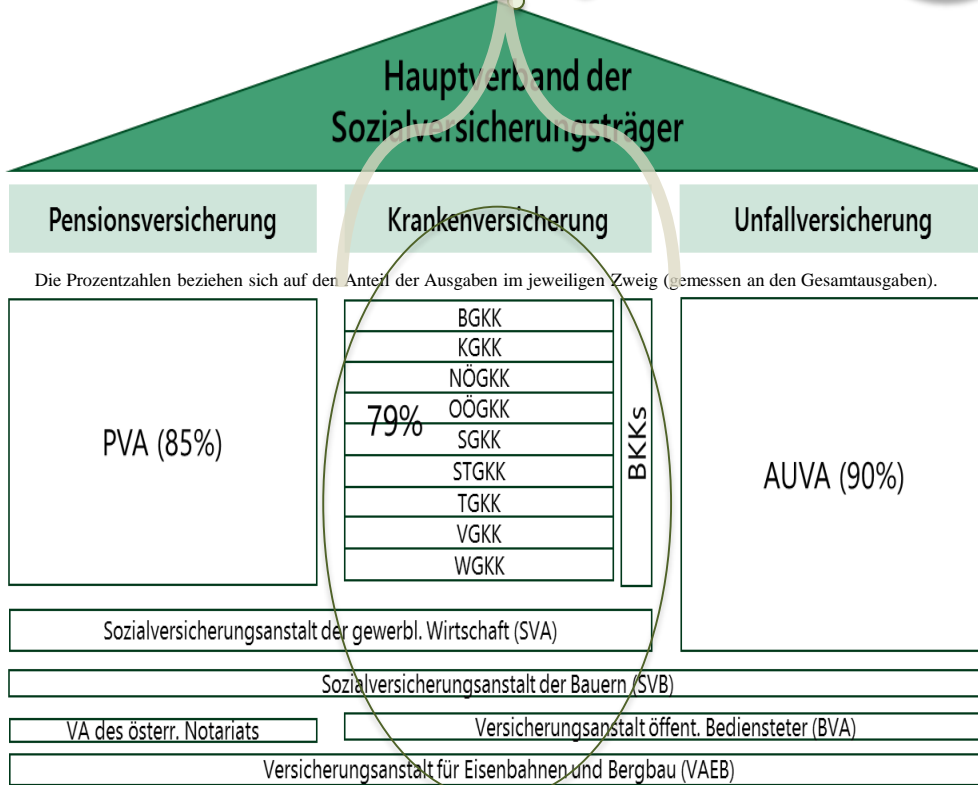 Hauptverband der
Sozialversicherungsträger
Pensionsversicherung
Krankenversicherung
Unfallversicherung
Die Prozentzahlen beziehen sich auf den Anteil der Ausgaben im jeweiligen Zweig (gemessen an den Gesamtausgaben).
PVA (85%)
79%
BGKK
KGKK
NÖGKK
OÖGKK
SGKK
STGKK
TGKK
VGKK
WGKK
BKKs
AUVA (90%)
Sozialversicherungsanstalt der gewerbl. Wirtschaft (SVA)
Sozialversicherungsanstalt der Bauern (SVB)
VA des österr. Notariats
Versicherungsanstalt öffent. Bediensteter (BVA)
Versicherungsanstalt für Eisenbahnen und Bergbau (VAEB)